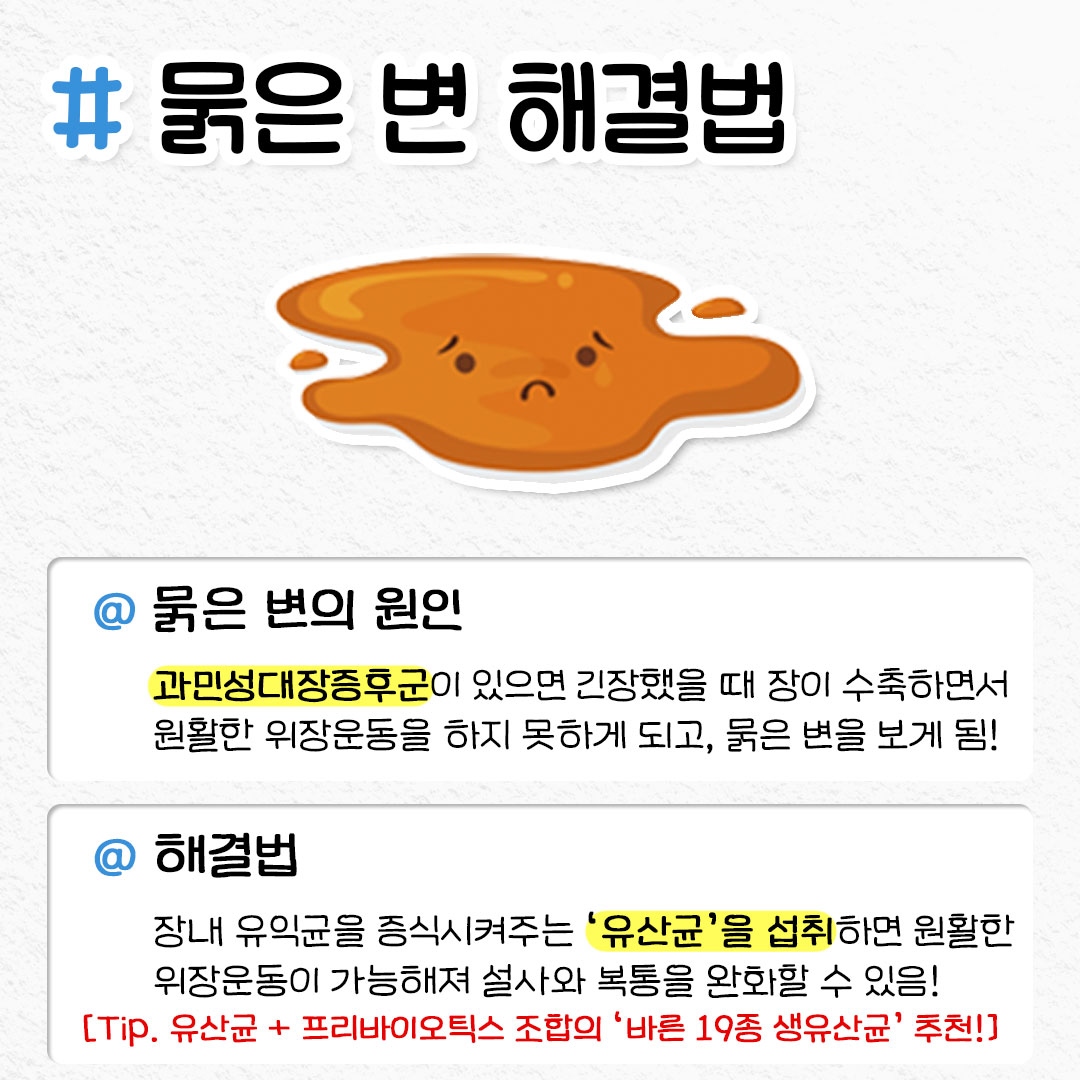 # 묽은 변 해결법
@ 묽은 변의 원인
과민성대장증후군이 있으면 긴장했을 때 장이 수축하면서
원활한 위장운동을 하지 못하게 되고, 묽은 변을 보게 됨!
@ 해결법
장내 유익균을 증식시켜주는 ‘유산균’을 섭취하면 원활한
위장운동이 가능해져 설사와 복통을 완화할 수 있음!
[Tip. 유산균 + 프리바이오틱스 조합의 ‘바른 19종 생유산균’ 추천!]